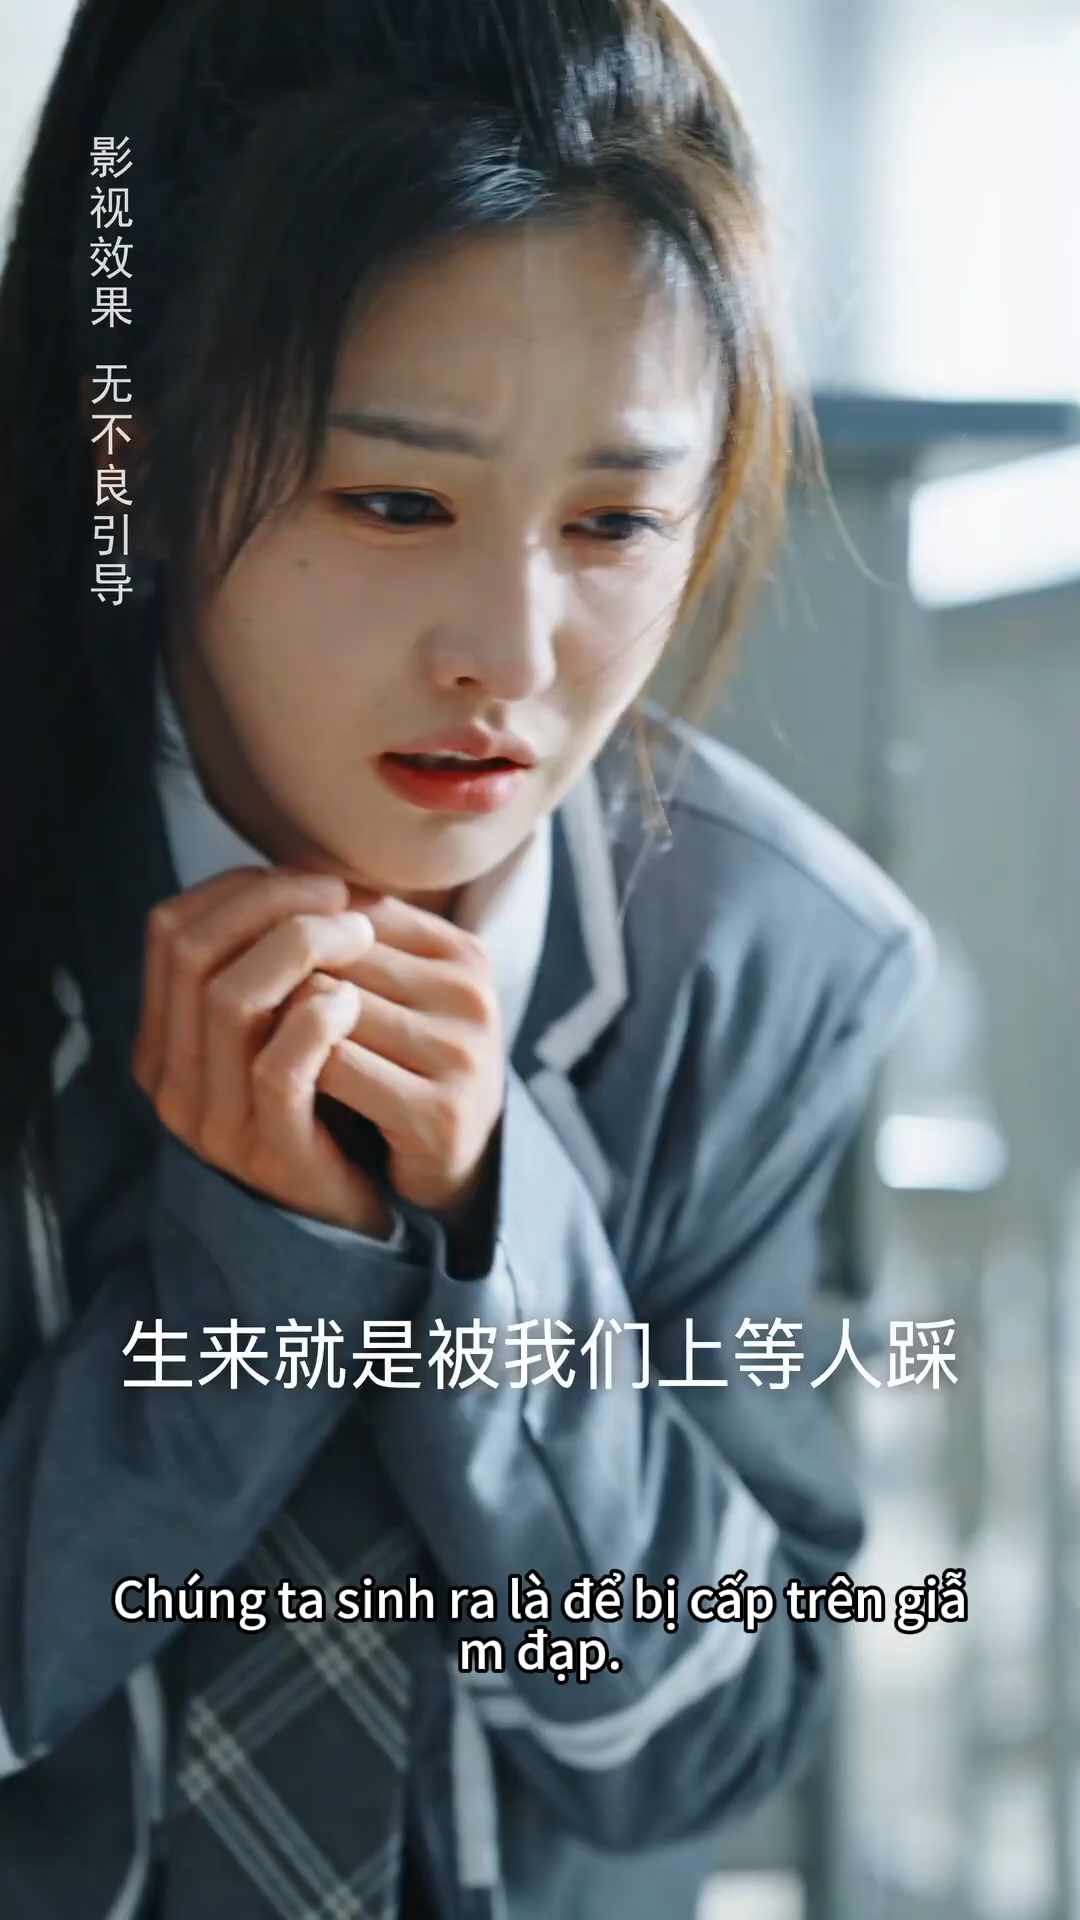 影视效果 无不良引导
生来就是被我们上等人踩
Chúng ta sinh ra là để bị cấp trên giẫ
m đạp.